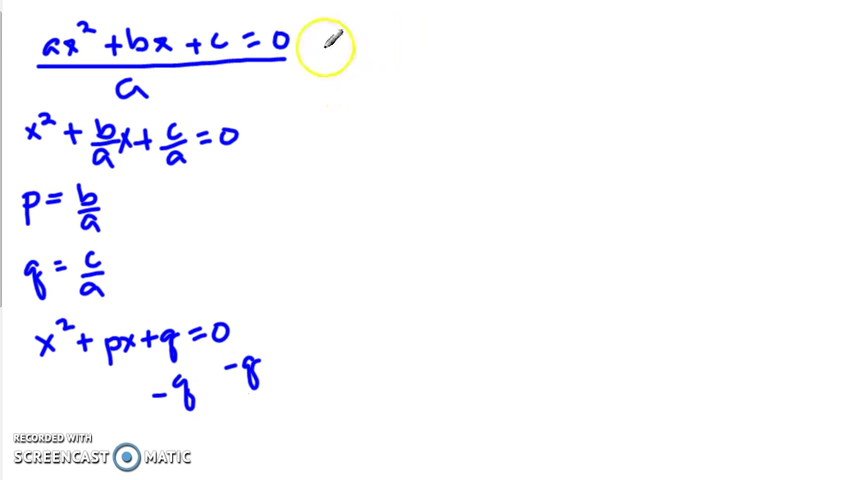 ax² + bx + c = 0
a
x² + b/a x + c/a = 0
p = b/a
q = c/a
x² + px + q = 0
-q -q
RECORDED WITH
SCREENCAST MATIC